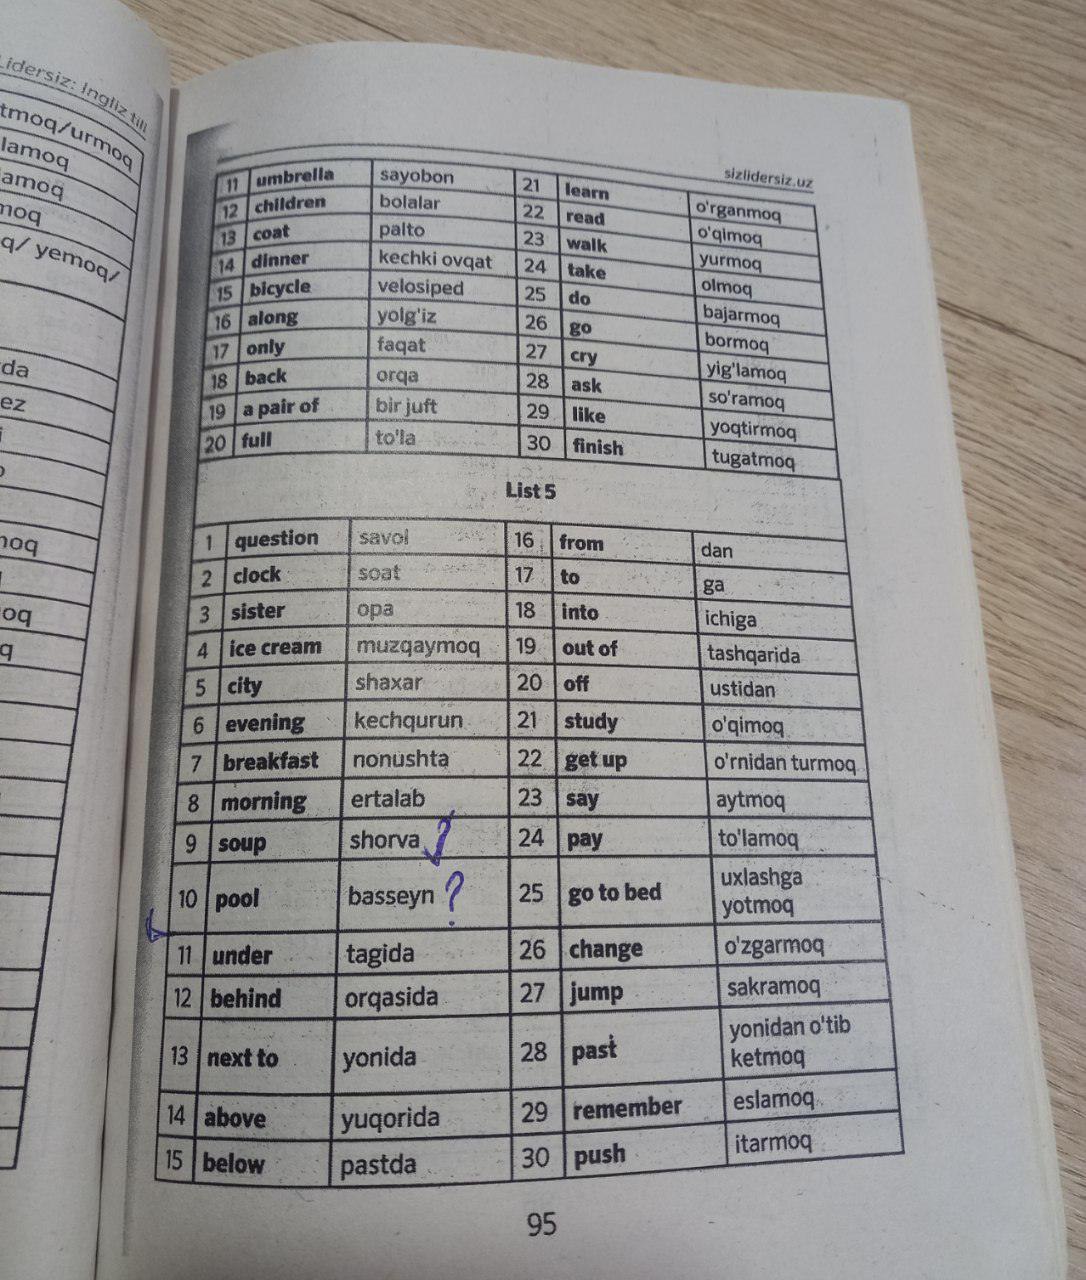 Lidersiz: Ingliz tili
tmoq/urmoq
lamoq
amoq
moq
q/ yemoq/
da
ez
i
moq
oq
q
sizlidersiz.uz
11 umbrella sayobon 21 learn o'rganmoq
12 children bolalar 22 read o'qimoq
13 coat palto 23 walk yurmoq
14 dinner kechki ovqat 24 take olmoq
15 bicycle velosiped 25 do bajarmoq
16 along yolg'iz 26 go bormoq
17 only faqat 27 cry yig'lamoq
18 back orqa 28 ask so'ramoq
19 a pair of bir juft 29 like yoqtirmoq
20 full to'la 30 finish tugatmoq
List 5
1 question savol 16 from dan
2 clock soat 17 to ga
3 sister opa 18 into ichiga
4 ice cream muzqaymoq 19 out of tashqarida
5 city shaxar 20 off ustidan
6 evening kechqurun 21 study o'qimoq
7 breakfast nonushta 22 get up o'rnidan turmoq
8 morning ertalab 23 say aytmoq
9 soup shorva 24 pay to'lamoq
10 pool basseyn ? 25 go to bed uxlashga
yotmoq
11 under tagida 26 change o'zgarmoq
12 behind orqasida 27 jump sakramoq
13 next to yonida 28 past yonidan o'tib
ketmoq
14 above yuqorida 29 remember eslamoq
15 below pastda 30 push itarmoq
95